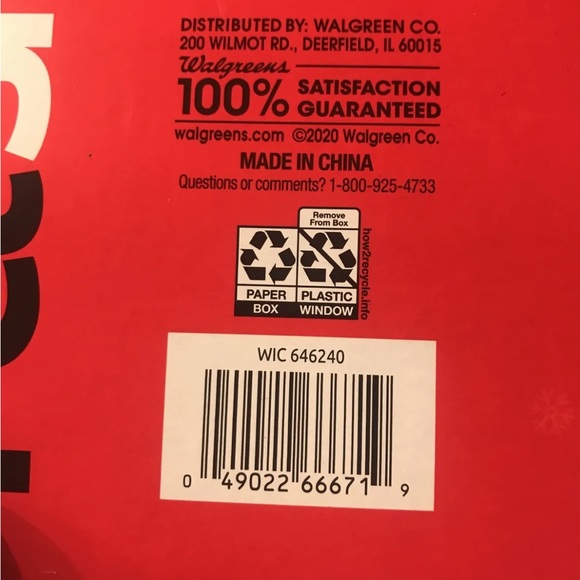 DISTRIBUTED BY: WALGREEN CO.
200 WILMOT RD., DEERFIELD, IL 60015
Walgreens
100% SATISFACTION GUARANTEED
walgreens.com ©2020 Walgreen Co.
MADE IN CHINA
Questions or comments? 1-800-925-4733
Remove
From Box
PAPER PLASTIC
BOX WINDOW
how2recycle.info
WIC 646240
0 49022 66671 9